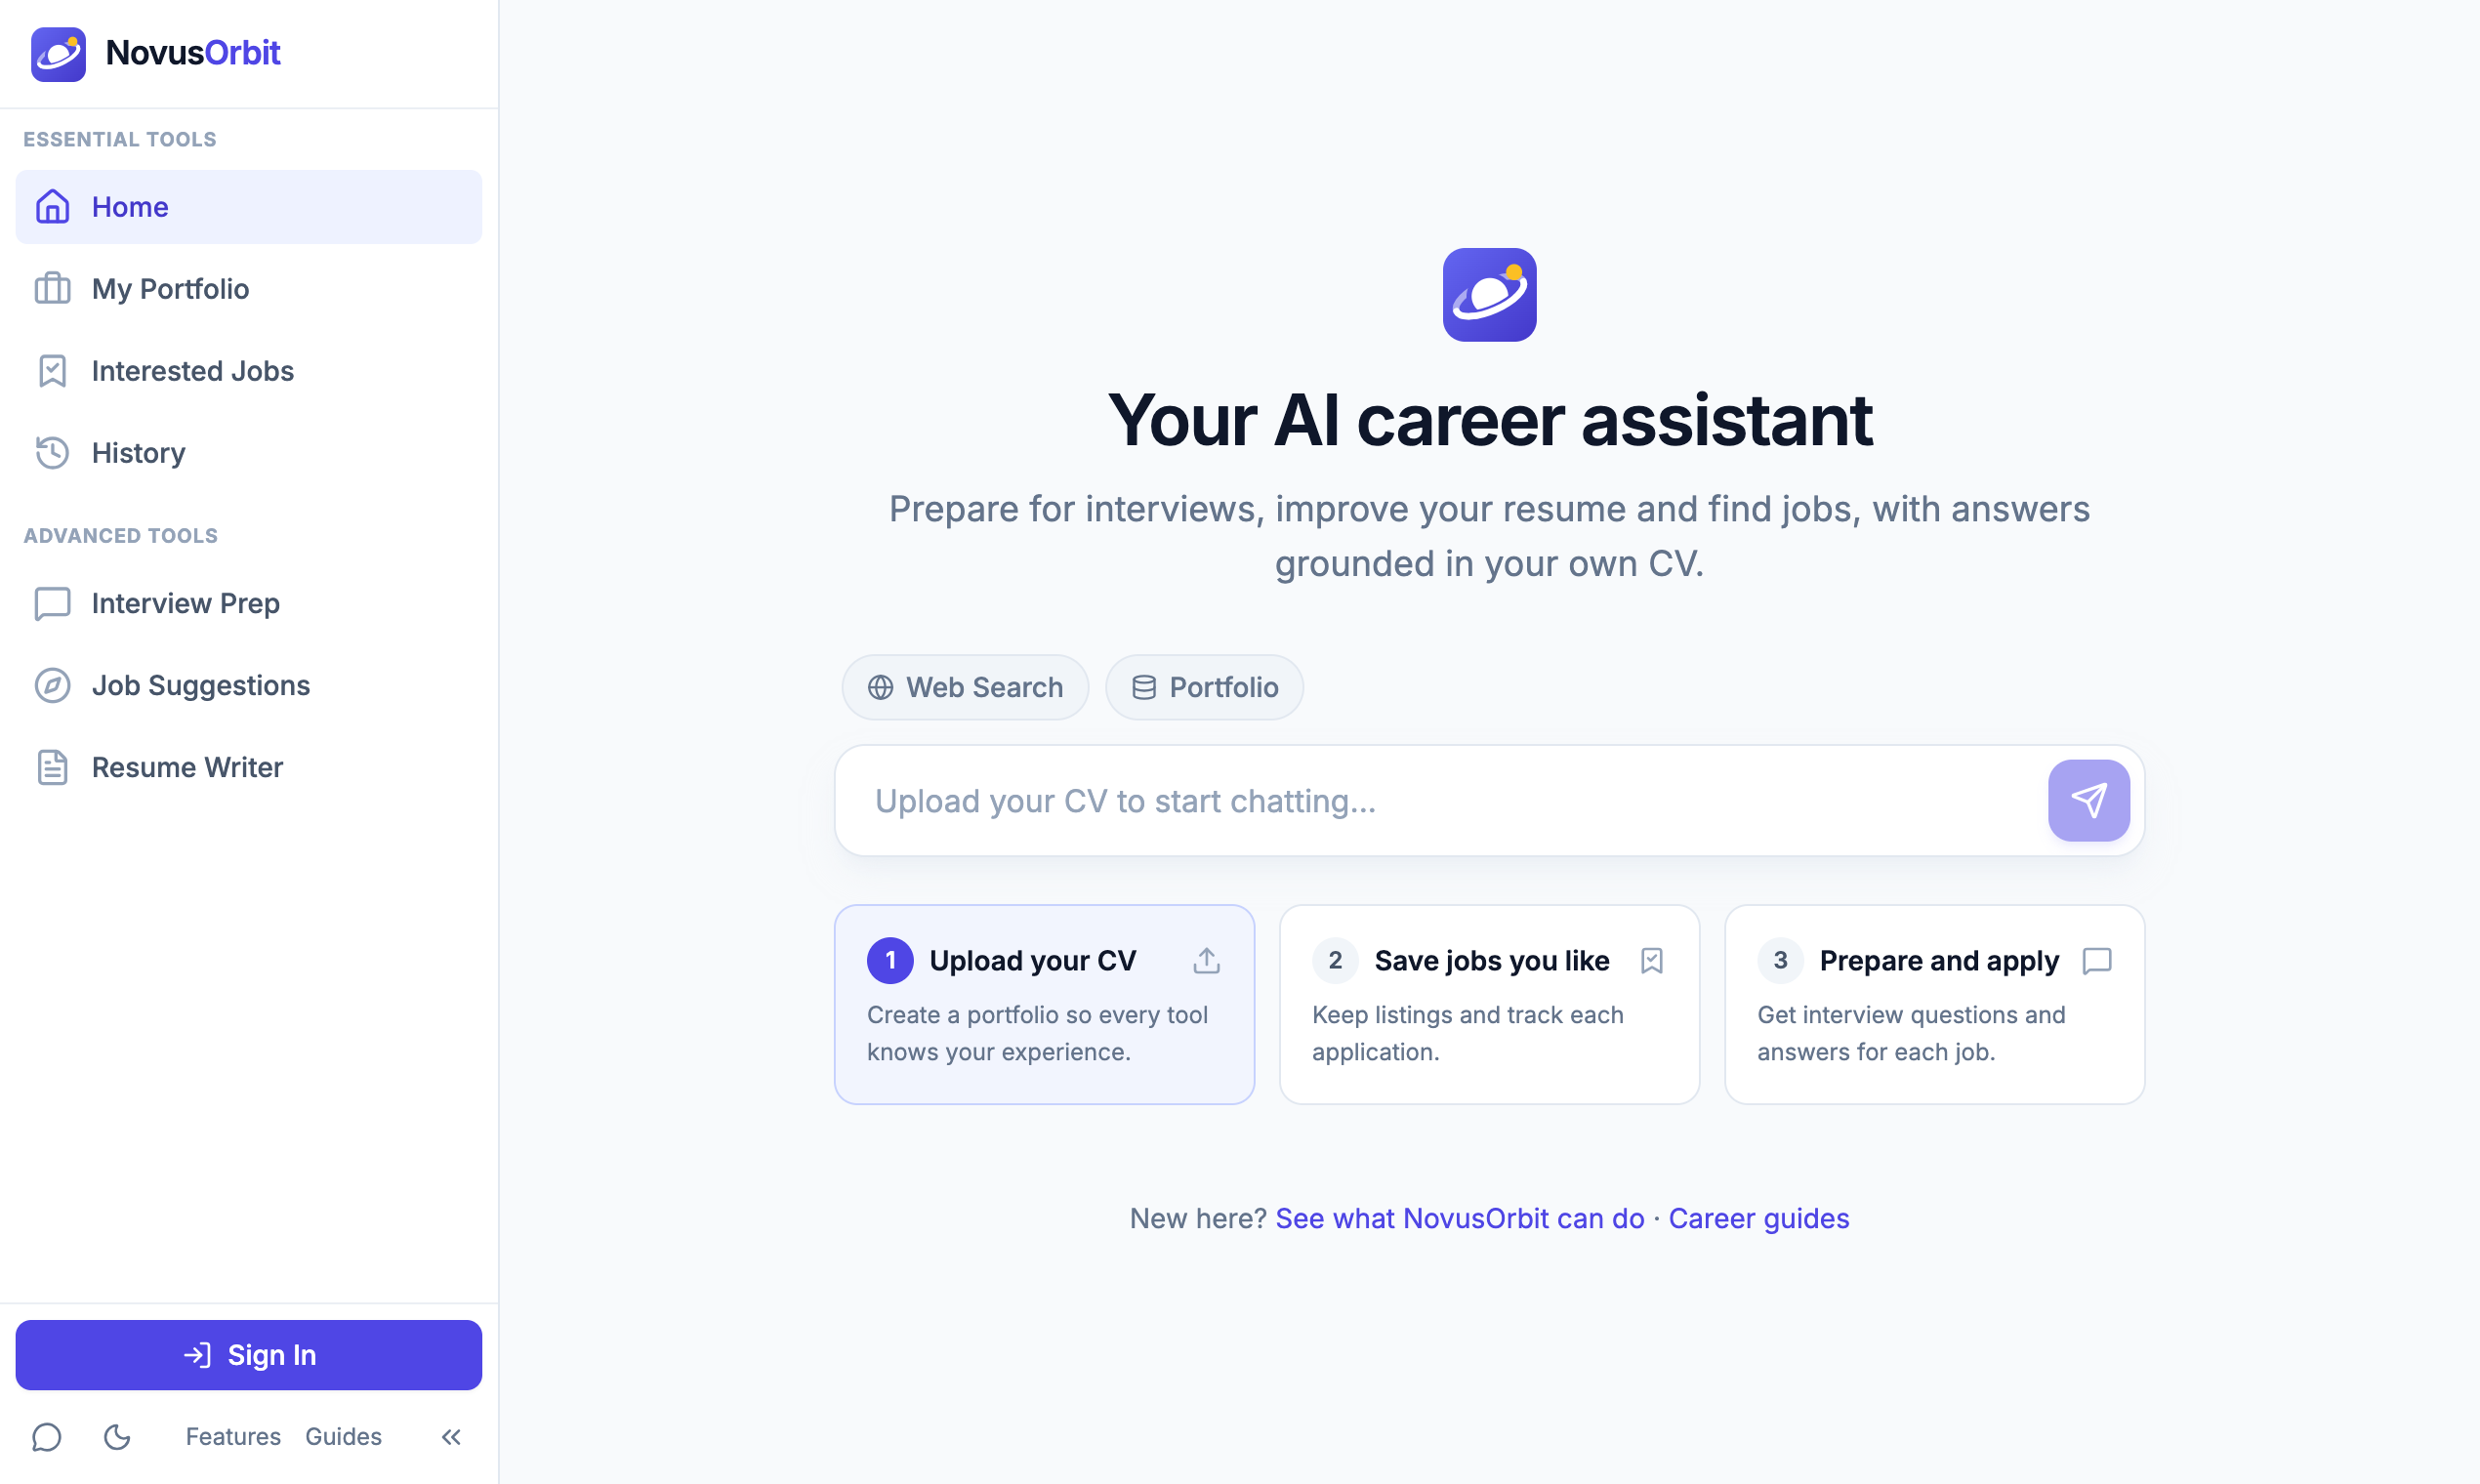 NovusOrbit
ESSENTIAL TOOLS
Home
My Portfolio
Interested Jobs
History
ADVANCED TOOLS
Interview Prep
Job Suggestions
Resume Writer
Sign In
Features Guides
Your AI career assistant
Prepare for interviews, improve your resume and find jobs, with answers
grounded in your own CV.
Web Search Portfolio
Upload your CV to start chatting...
1 Upload your CV
Create a portfolio so every tool
knows your experience.
2 Save jobs you like
Keep listings and track each
application.
3 Prepare and apply
Get interview questions and
answers for each job.
New here? See what NovusOrbit can do · Career guides